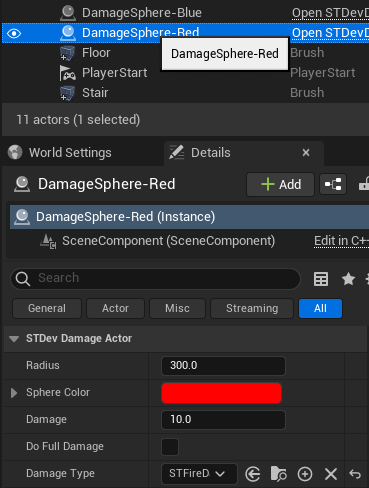 DamageSphere-Blue Open STDevD
DamageSphere-Red Open STDevD
DamageSphere-Red
Floor Brush
PlayerStart PlayerStart
Stair Brush
11 actors (1 selected)
World Settings Details
DamageSphere-Red Add
DamageSphere-Red (Instance)
SceneComponent (SceneComponent) Edit in C++
Search
General Actor Misc Streaming All
STDev Damage Actor
Radius 300.0
Sphere Color
Damage 10.0
Do Full Damage
Damage Type STFireD